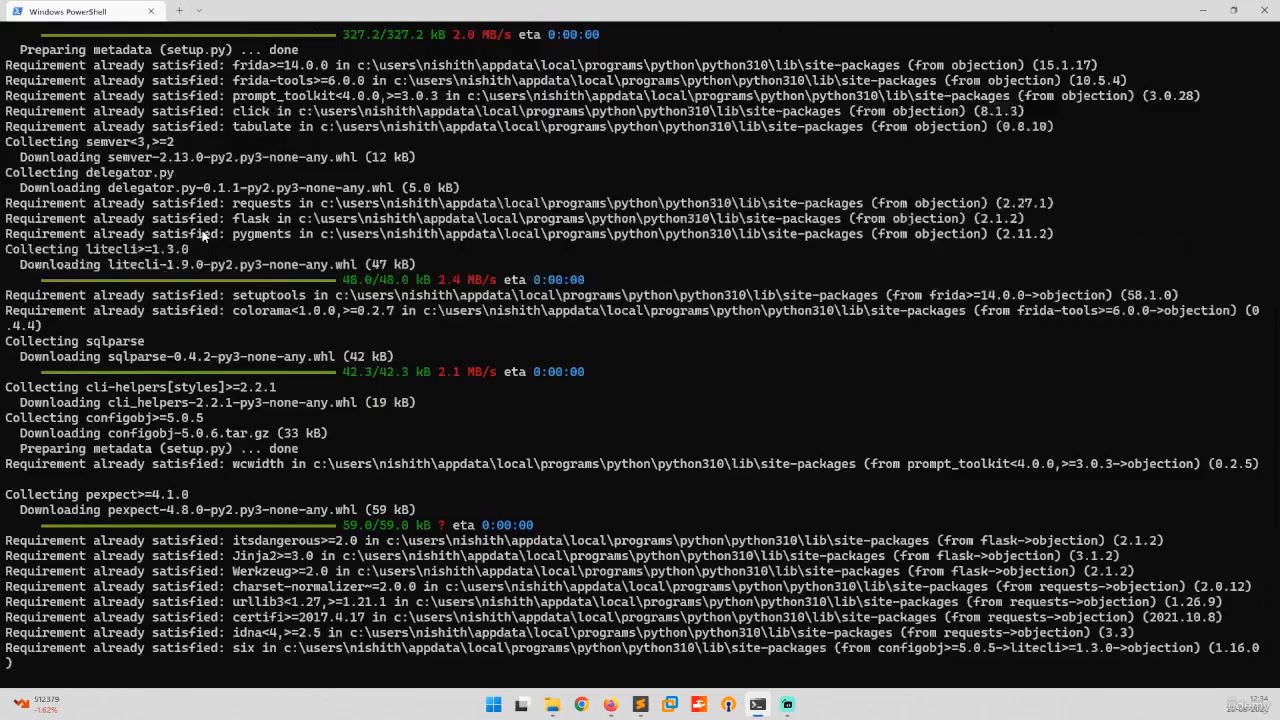 Windows PowerShell
327.2/327.2 kB 2.0 MB/s eta 0:00:00
Preparing metadata (setup.py) ... done
Requirement already satisfied: frida>=14.0.0 in c:\users\nishith\appdata\local\programs\python\python310\lib\site-packages (from objection) (15.1.17)
Requirement already satisfied: frida-tools>=6.0.0 in c:\users\nishith\appdata\local\programs\python\python310\lib\site-packages (from objection) (10.5.4)
Requirement already satisfied: prompt_toolkit<4.0.0,>=3.0.3 in c:\users\nishith\appdata\local\programs\python\python310\lib\site-packages (from objection) (3.0.28)
Requirement already satisfied: click in c:\users\nishith\appdata\local\programs\python\python310\lib\site-packages (from objection) (8.1.3)
Requirement already satisfied: tabulate in c:\users\nishith\appdata\local\programs\python\python310\lib\site-packages (from objection) (0.8.10)
Collecting semver<3,>=2
Downloading semver-2.13.0-py2.py3-none-any.whl (12 kB)
Collecting delegator.py
Downloading delegator.py-0.1.1-py2.py3-none-any.whl (5.0 kB)
Requirement already satisfied: requests in c:\users\nishith\appdata\local\programs\python\python310\lib\site-packages (from objection) (2.27.1)
Requirement already satisfied: flask in c:\users\nishith\appdata\local\programs\python\python310\lib\site-packages (from objection) (2.1.2)
Requirement already satisfied: pygments in c:\users\nishith\appdata\local\programs\python\python310\lib\site-packages (from objection) (2.11.2)
Collecting litecli>=1.3.0
Downloading litecli-1.9.0-py2.py3-none-any.whl (47 kB)
48.0/48.0 kB 2.4 MB/s eta 0:00:00
Requirement already satisfied: setuptools in c:\users\nishith\appdata\local\programs\python\python310\lib\site-packages (from frida>=14.0.0->objection) (58.1.0)
Requirement already satisfied: colorama<1.0.0,>=0.2.7 in c:\users\nishith\appdata\local\programs\python\python310\lib\site-packages (from frida-tools>=6.0.0->objection) (0
.4.4)
Collecting sqlparse
Downloading sqlparse-0.4.2-py3-none-any.whl (42 kB)
42.3/42.3 kB 2.1 MB/s eta 0:00:00
Collecting cli-helpers[styles]>=2.2.1
Downloading cli_helpers-2.2.1-py3-none-any.whl (19 kB)
Collecting configobj>=5.0.5
Downloading configobj-5.0.6.tar.gz (33 kB)
Preparing metadata (setup.py) ... done
Requirement already satisfied: wcwidth in c:\users\nishith\appdata\local\programs\python\python310\lib\site-packages (from prompt_toolkit<4.0.0,>=3.0.3->objection) (0.2.5)
Collecting pexpect>=4.1.0
Downloading pexpect-4.8.0-py2.py3-none-any.whl (59 kB)
59.0/59.0 kB ? eta 0:00:00
Requirement already satisfied: itsdangerous>=2.0 in c:\users\nishith\appdata\local\programs\python\python310\lib\site-packages (from flask->objection) (2.1.2)
Requirement already satisfied: Jinja2>=3.0 in c:\users\nishith\appdata\local\programs\python\python310\lib\site-packages (from flask->objection) (3.1.2)
Requirement already satisfied: Werkzeug>=2.0 in c:\users\nishith\appdata\local\programs\python\python310\lib\site-packages (from flask->objection) (2.1.2)
Requirement already satisfied: charset-normalizer~=2.0.0 in c:\users\nishith\appdata\local\programs\python\python310\lib\site-packages (from requests->objection) (2.0.12)
Requirement already satisfied: urllib3<1.27,>=1.21.1 in c:\users\nishith\appdata\local\programs\python\python310\lib\site-packages (from requests->objection) (1.26.9)
Requirement already satisfied: certifi>=2017.4.17 in c:\users\nishith\appdata\local\programs\python\python310\lib\site-packages (from requests->objection) (2021.10.8)
Requirement already satisfied: idna<4,>=2.5 in c:\users\nishith\appdata\local\programs\python\python310\lib\site-packages (from requests->objection) (3.3)
Requirement already satisfied: six in c:\users\nishith\appdata\local\programs\python\python310\lib\site-packages (from configobj>=5.0.5->litecli>=1.3.0->objection) (1.16.0
)
512379
-1.62%
12:34
Udemy